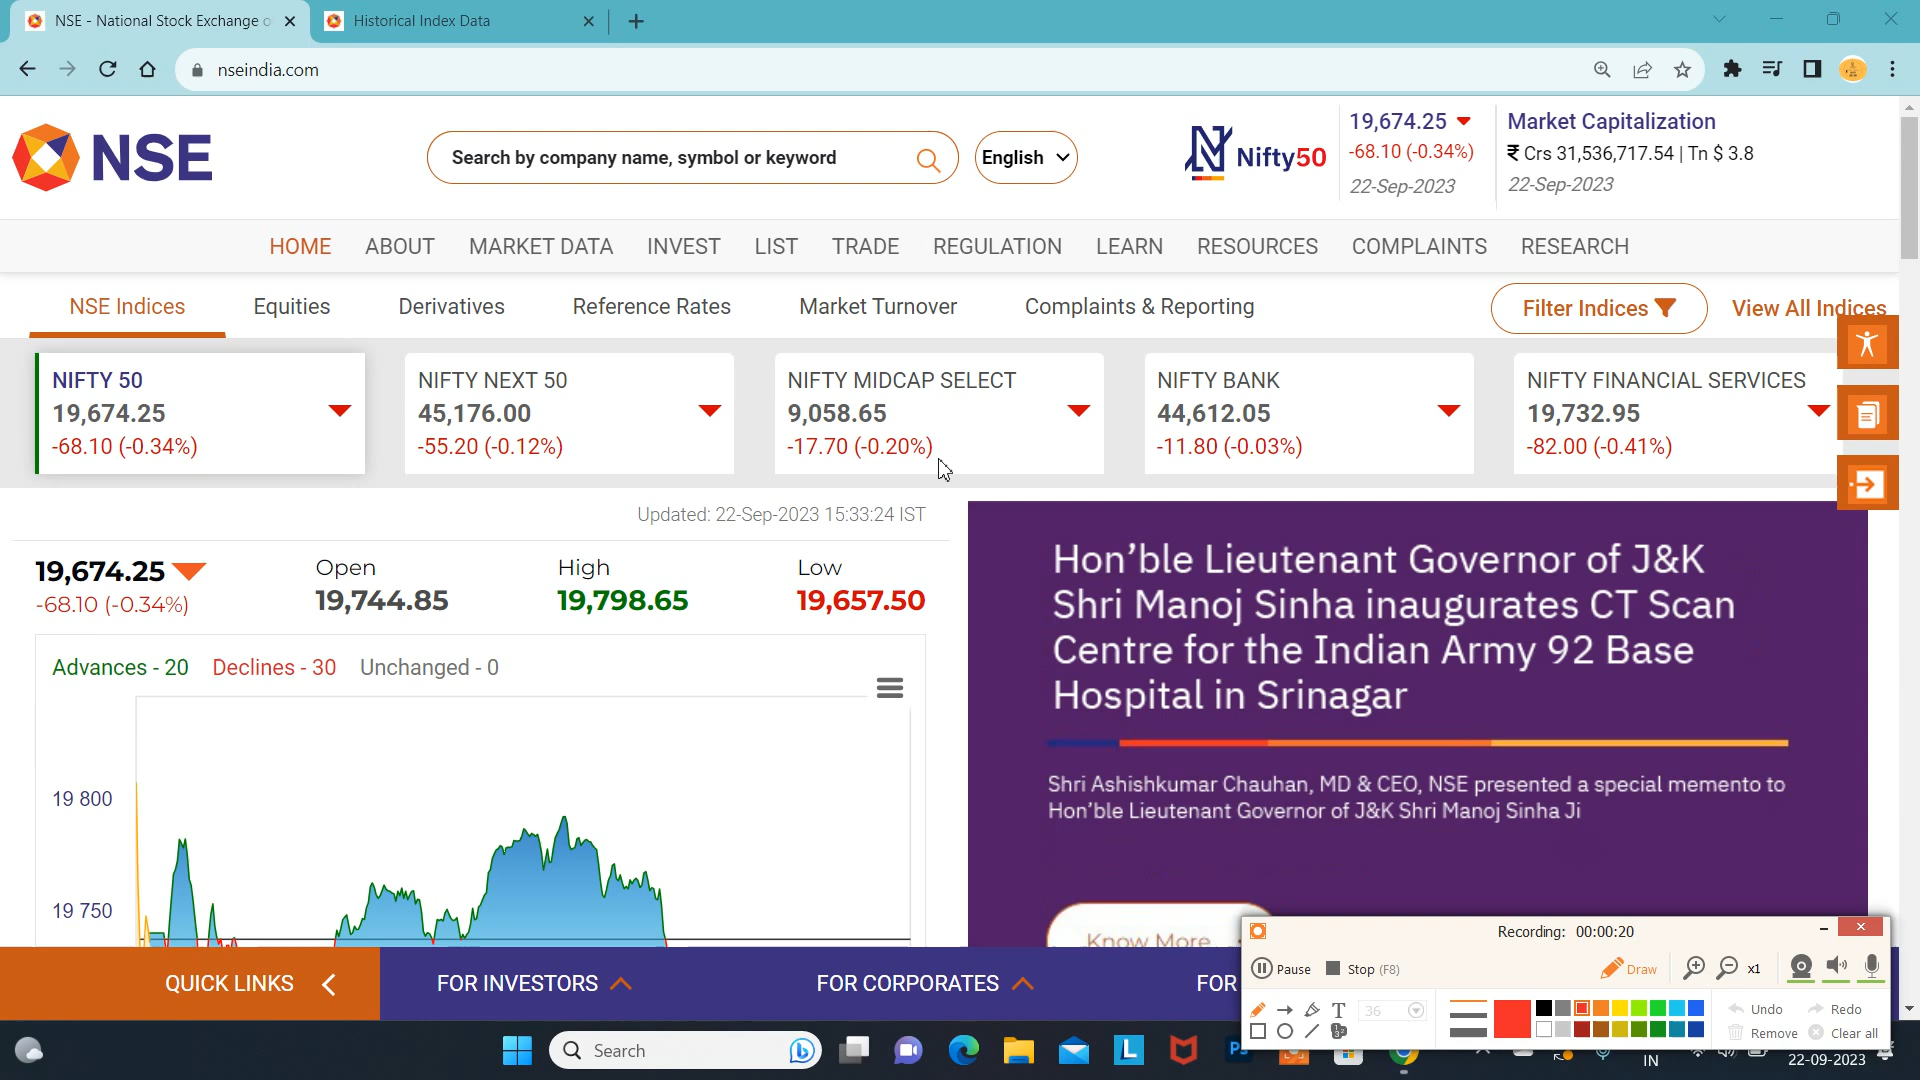 NSE - National Stock Exchange o
Historical Index Data
nseindia.com
NSE
Search by company name, symbol or keyword
English
Nifty50
19,674.25
-68.10 (-0.34%)
22-Sep-2023
Market Capitalization
₹ Crs 31,536,717.54 | Tn $ 3.8
22-Sep-2023
HOME ABOUT MARKET DATA INVEST LIST TRADE REGULATION LEARN RESOURCES COMPLAINTS RESEARCH
NSE Indices Equities Derivatives Reference Rates Market Turnover Complaints & Reporting Filter Indices View All Indices
NIFTY 50
19,674.25
-68.10 (-0.34%)
NIFTY NEXT 50
45,176.00
-55.20 (-0.12%)
NIFTY MIDCAP SELECT
9,058.65
-17.70 (-0.20%)
NIFTY BANK
44,612.05
-11.80 (-0.03%)
NIFTY FINANCIAL SERVICES
19,732.95
-82.00 (-0.41%)
Updated: 22-Sep-2023 15:33:24 IST
19,674.25
-68.10 (-0.34%)
Open
19,744.85
High
19,798.65
Low
19,657.50
Advances - 20 Declines - 30 Unchanged - 0
19 800
19 750
Hon'ble Lieutenant Governor of J&K
Shri Manoj Sinha inaugurates CT Scan
Centre for the Indian Army 92 Base
Hospital in Srinagar
Shri Ashishkumar Chauhan, MD & CEO, NSE presented a special memento to
Hon'ble Lieutenant Governor of J&K Shri Manoj Sinha Ji
Know More
QUICK LINKS FOR INVESTORS FOR CORPORATES FOR
Recording: 00:00:20
Pause Stop (F8) Draw x1
T 36 Undo Redo
Remove Clear all
Search
L
Ps
IN
22-09-2023